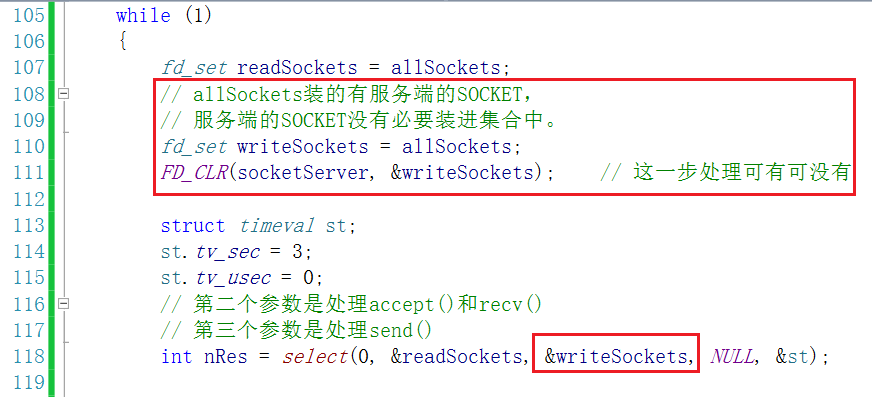 105 while (1)
106 {
107 fd_set readSockets = allSockets;
108 // allSockets装的有服务端的SOCKET，
109 // 服务端的SOCKET没有必要装进集合中。
110 fd_set writeSockets = allSockets;
111 FD_CLR(socketServer, &writeSockets); // 这一步处理可有可没有
112
113 struct timeval st;
114 st.tv_sec = 3;
115 st.tv_usec = 0;
116 // 第二个参数是处理accept()和recv()
117 // 第三个参数是处理send()
118 int nRes = select(0, &readSockets, &writeSockets, NULL, &st);
119